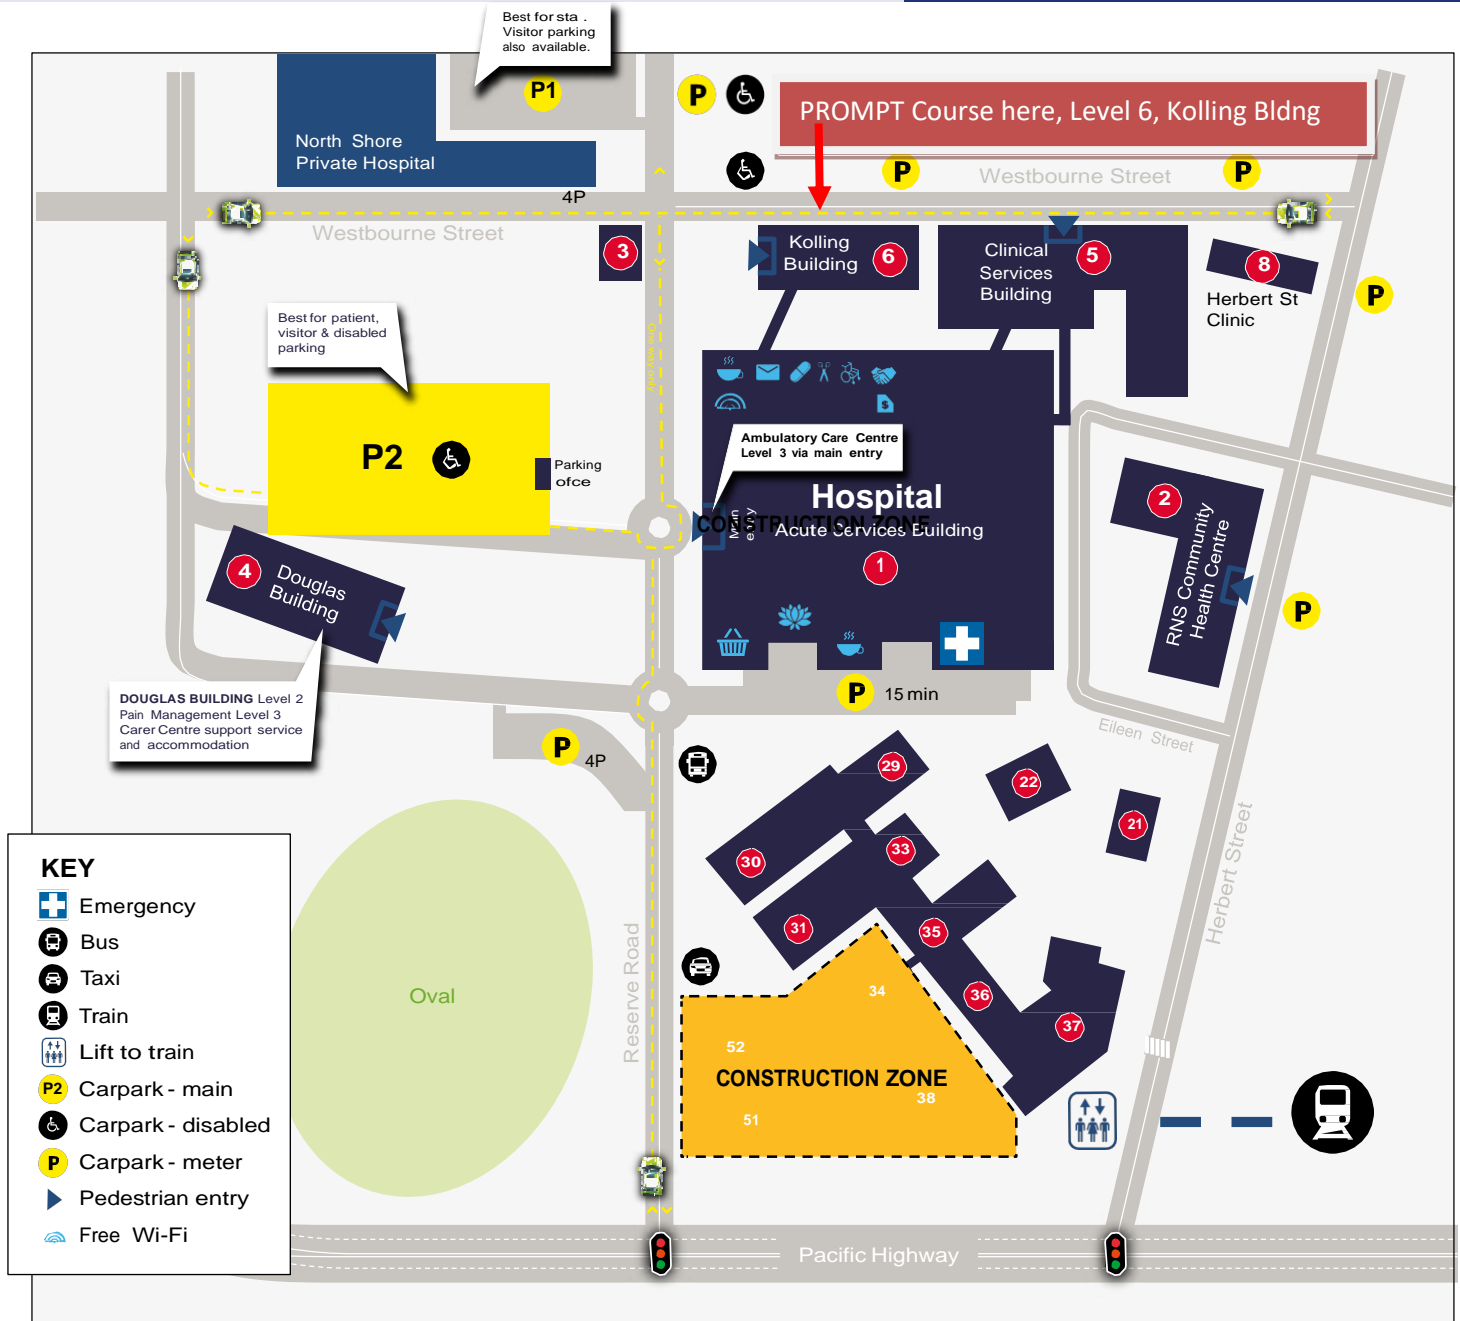 Best for sta .
Visitor parking
also available.
P1
P
PROMPT Course here, Level 6, Kolling Bldng
North Shore
Private Hospital
P
P
Westbourne Street
4P
Westbourne Street
3
Kolling
Building
6
Clinical
Services
Building
5
8
Herbert St
Clinic
P
Best for patient,
visitor & disabled
parking
One way only
$
Ambulatory Care Centre
Level 3 via main entry
P2
Parking
ofce
Hospital
CONSTRUCTION ZONE
Main
entry
Acute Services Building
1
2
RNS Community
Health Centre
P
4
Douglas
Building
DOUGLAS BUILDING Level 2
Pain Management Level 3
Carer Centre support service
and accommodation
P
15 min
Eileen Street
P
4P
29
22
21
30
33
31
35
36
37
34
52
CONSTRUCTION ZONE
38
51
Herbert Street
Reserve Road
Oval
KEY
Emergency
Bus
Taxi
Train
Lift to train
P2
Carpark - main
Carpark - disabled
P
Carpark - meter
Pedestrian entry
Free Wi-Fi
Pacific Highway